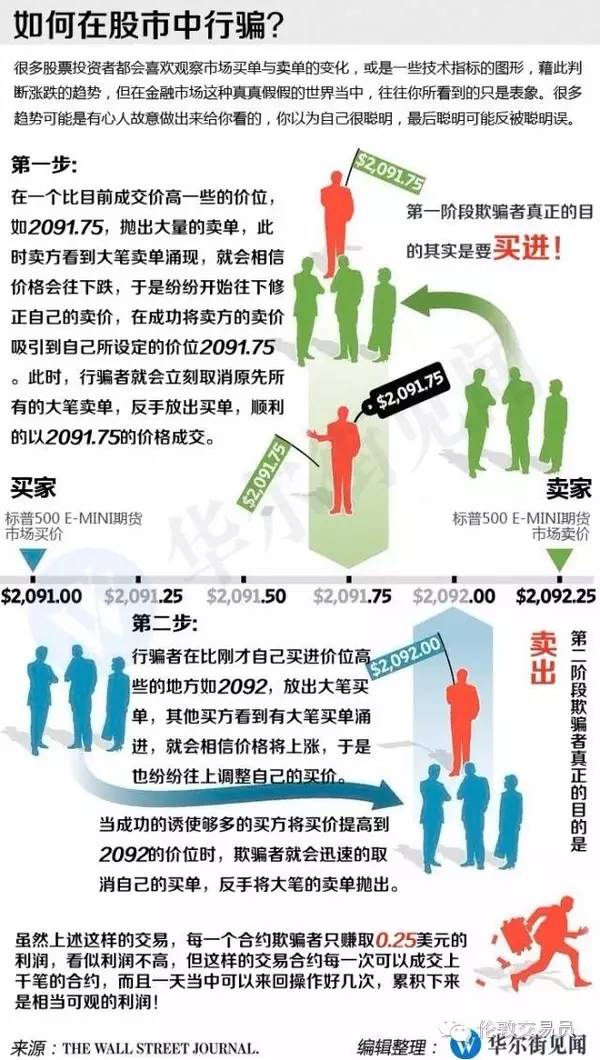 如何在股市中行骗?
很多股票投资者都会喜欢观察市场买单与卖单的变化，或是一些技术指标的图形，藉此判
断涨跌的趋势，但在金融市场这种真真假假的世界当中，往往你所看到的只是表象。很多
趋势可能是有心人故意做出来给你看的，你以为自己很聪明，最后聪明可能反被聪明误。
第一步:
在一个比目前成交价高一些的价位，
如2091.75，抛出大量的卖单，此
时卖方看到大笔卖单涌现，就会相信
价格会往下跌，于是纷纷开始往下修
正自己的卖价，在成功将卖方的卖价
吸引到自己所设定的价位2091.75
。此时，行骗者就会立刻取消原先所
有的大笔卖单，反手放出买单，顺利
的以2091.75的价格成交。
$2,091.75
第一阶段欺骗者真正的目
的其实是要买进！
$2,091.75
$2,091.75
买家
标普500 E-MINI期货
市场买价
卖家
标普500 E-MINI期货
市场卖价
华尔街见闻
$2,091.00 $2,091.25 $2,091.50 $2,091.75 $2,092.00 $2,092.25
第二步:
行骗者在比刚才自己买进价位高一
些的地方如2092，放出大笔买
单，其他买方看到有大笔买单涌
进，就会相信价格将上涨，于是
也纷纷往上调整自己的买价。
当成功的诱使够多的买方将买价提高到
2092的价位时，欺骗者就会迅速的取
消自己的买单，反手将大笔的卖单抛出。
$2,092.00
第二阶段欺骗者真正的目的是
卖出
虽然上述这样的交易，每一个合约欺骗者只赚取0.25美元的
利润，看似利润不高，但这样的交易合约每一次可以成交上
千笔的合约，而且一天当中可以来回操作好几次，累积下来
是相当可观的利润！
伦敦交易员
来源：THE WALL STREET JOURNAL.
编辑整理：
华尔街见闻